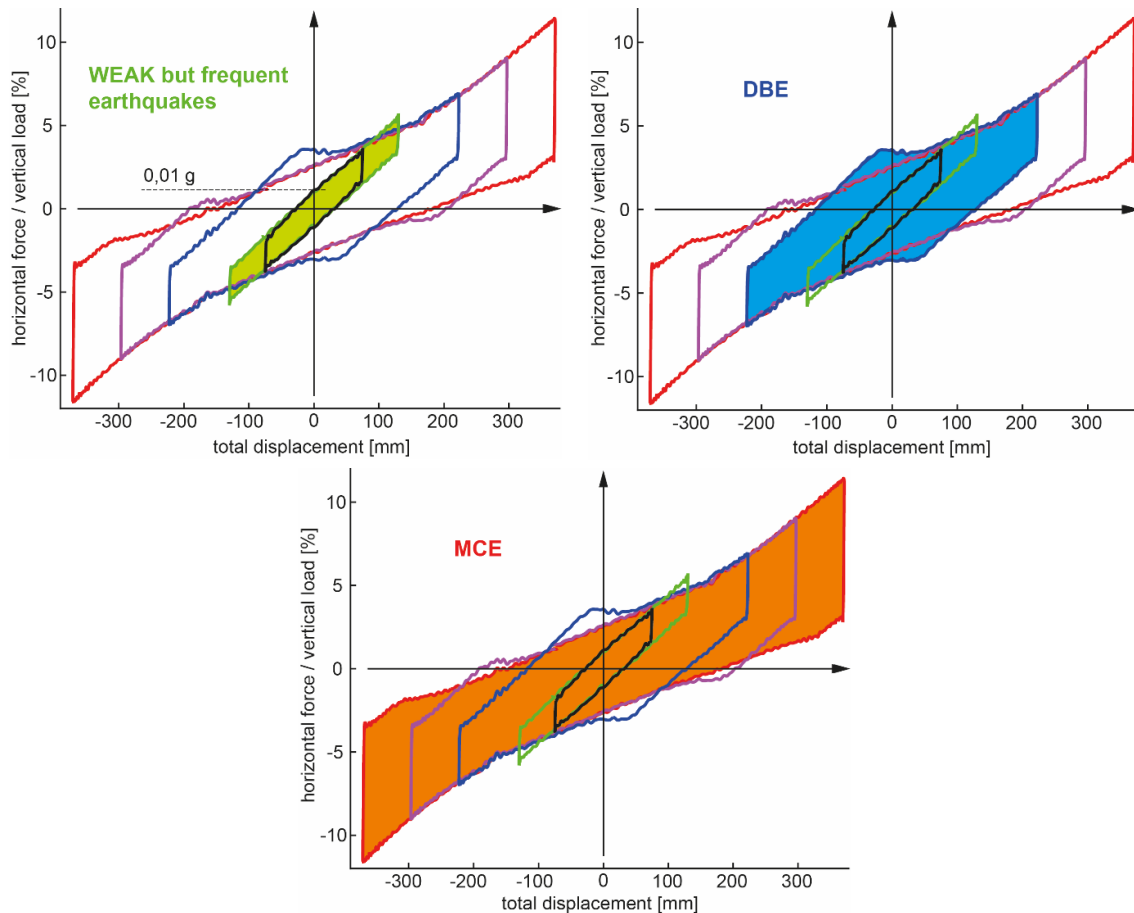 WEAK but frequent
earthquakes
0,01 g
horizontal force / vertical load [%]
10
5
0
-5
-10
-300 -200 -100 0 100 200 300
total displacement [mm]
DBE
horizontal force / vertical load [%]
10
5
0
-5
-10
-300 -200 -100 0 100 200 300
total displacement [mm]
MCE
horizontal force / vertical load [%]
10
5
0
-5
-10
-300 -200 -100 0 100 200 300
total displacement [mm]